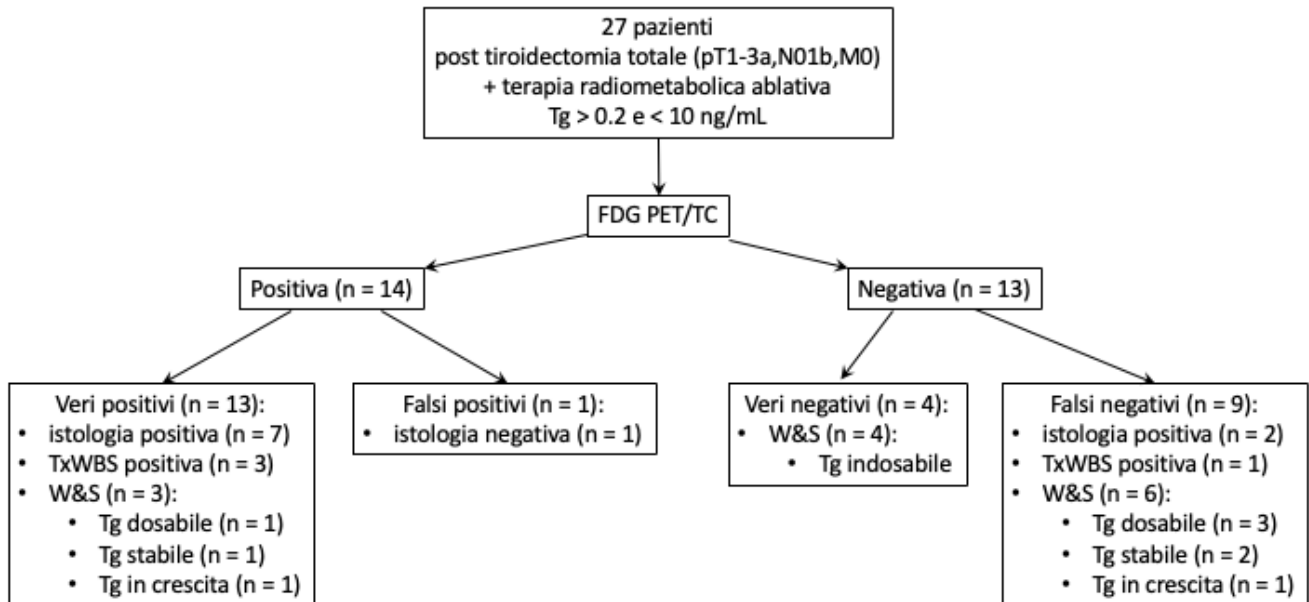 27 pazienti
post tiroidectomia totale (pT1-3a,N01b,M0)
+ terapia radiometabolica ablativa
Tg > 0.2 e < 10 ng/mL
FDG PET/TC
Positiva (n = 14)
Negativa (n = 13)
Veri positivi (n = 13):
• istologia positiva (n = 7)
• TxWBS positiva (n = 3)
• W&S (n = 3):
• Tg dosabile (n = 1)
• Tg stabile (n = 1)
• Tg in crescita (n = 1)
Falsi positivi (n = 1):
• istologia negativa (n = 1)
Veri negativi (n = 4):
• W&S (n = 4):
• Tg indosabile
Falsi negativi (n = 9):
• istologia positiva (n = 2)
• TxWBS positiva (n = 1)
• W&S (n = 6):
• Tg dosabile (n = 3)
• Tg stabile (n = 2)
• Tg in crescita (n = 1)